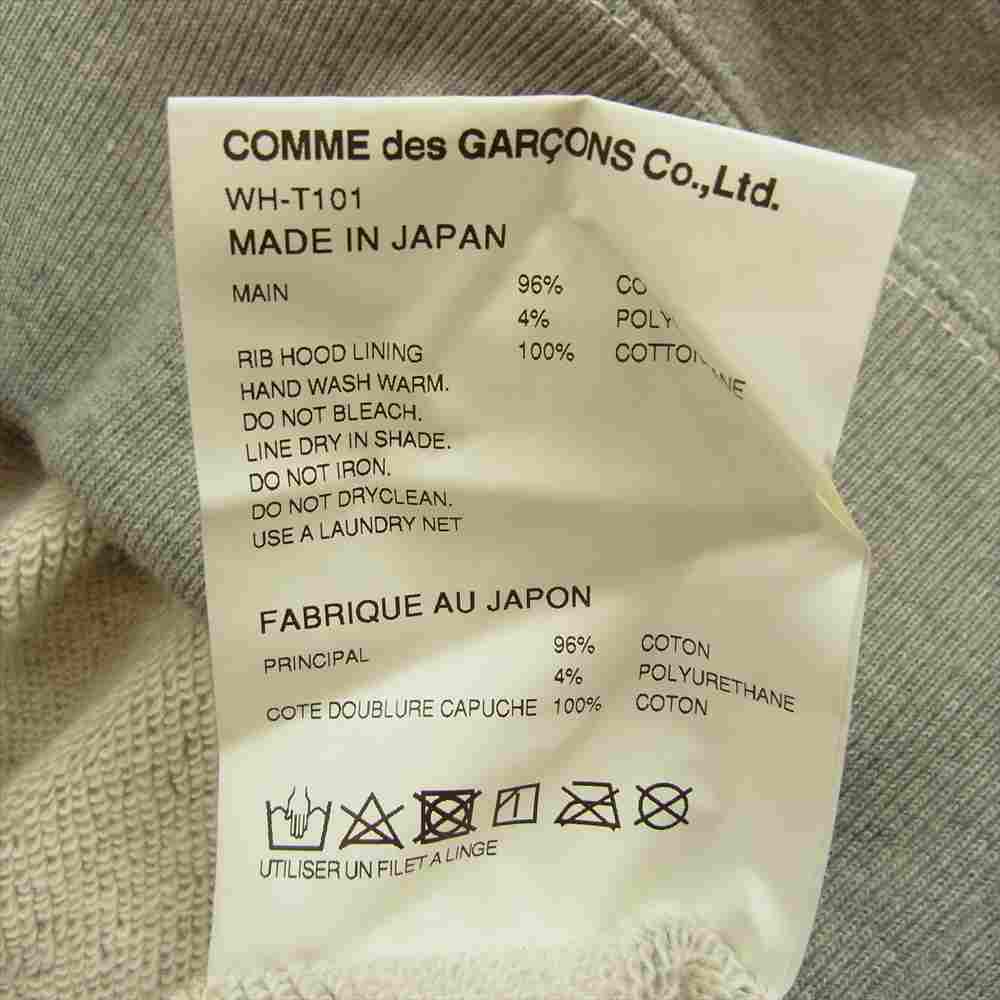 COMME des GARÇONS Co.,Ltd.
WH-T101
MADE IN JAPAN
MAIN 96% CO
4% POLY NE
RIB HOOD LINING 100% COTTO
HAND WASH WARM.
DO NOT BLEACH.
LINE DRY IN SHADE.
DO NOT IRON.
DO NOT DRYCLEAN.
USE A LAUNDRY NET
FABRIQUE AU JAPON
PRINCIPAL 96% COTON
4% POLYURETHANE
COTE DOUBLURE CAPUCHE 100% COTON
UTILISER UN FILET A LINGE